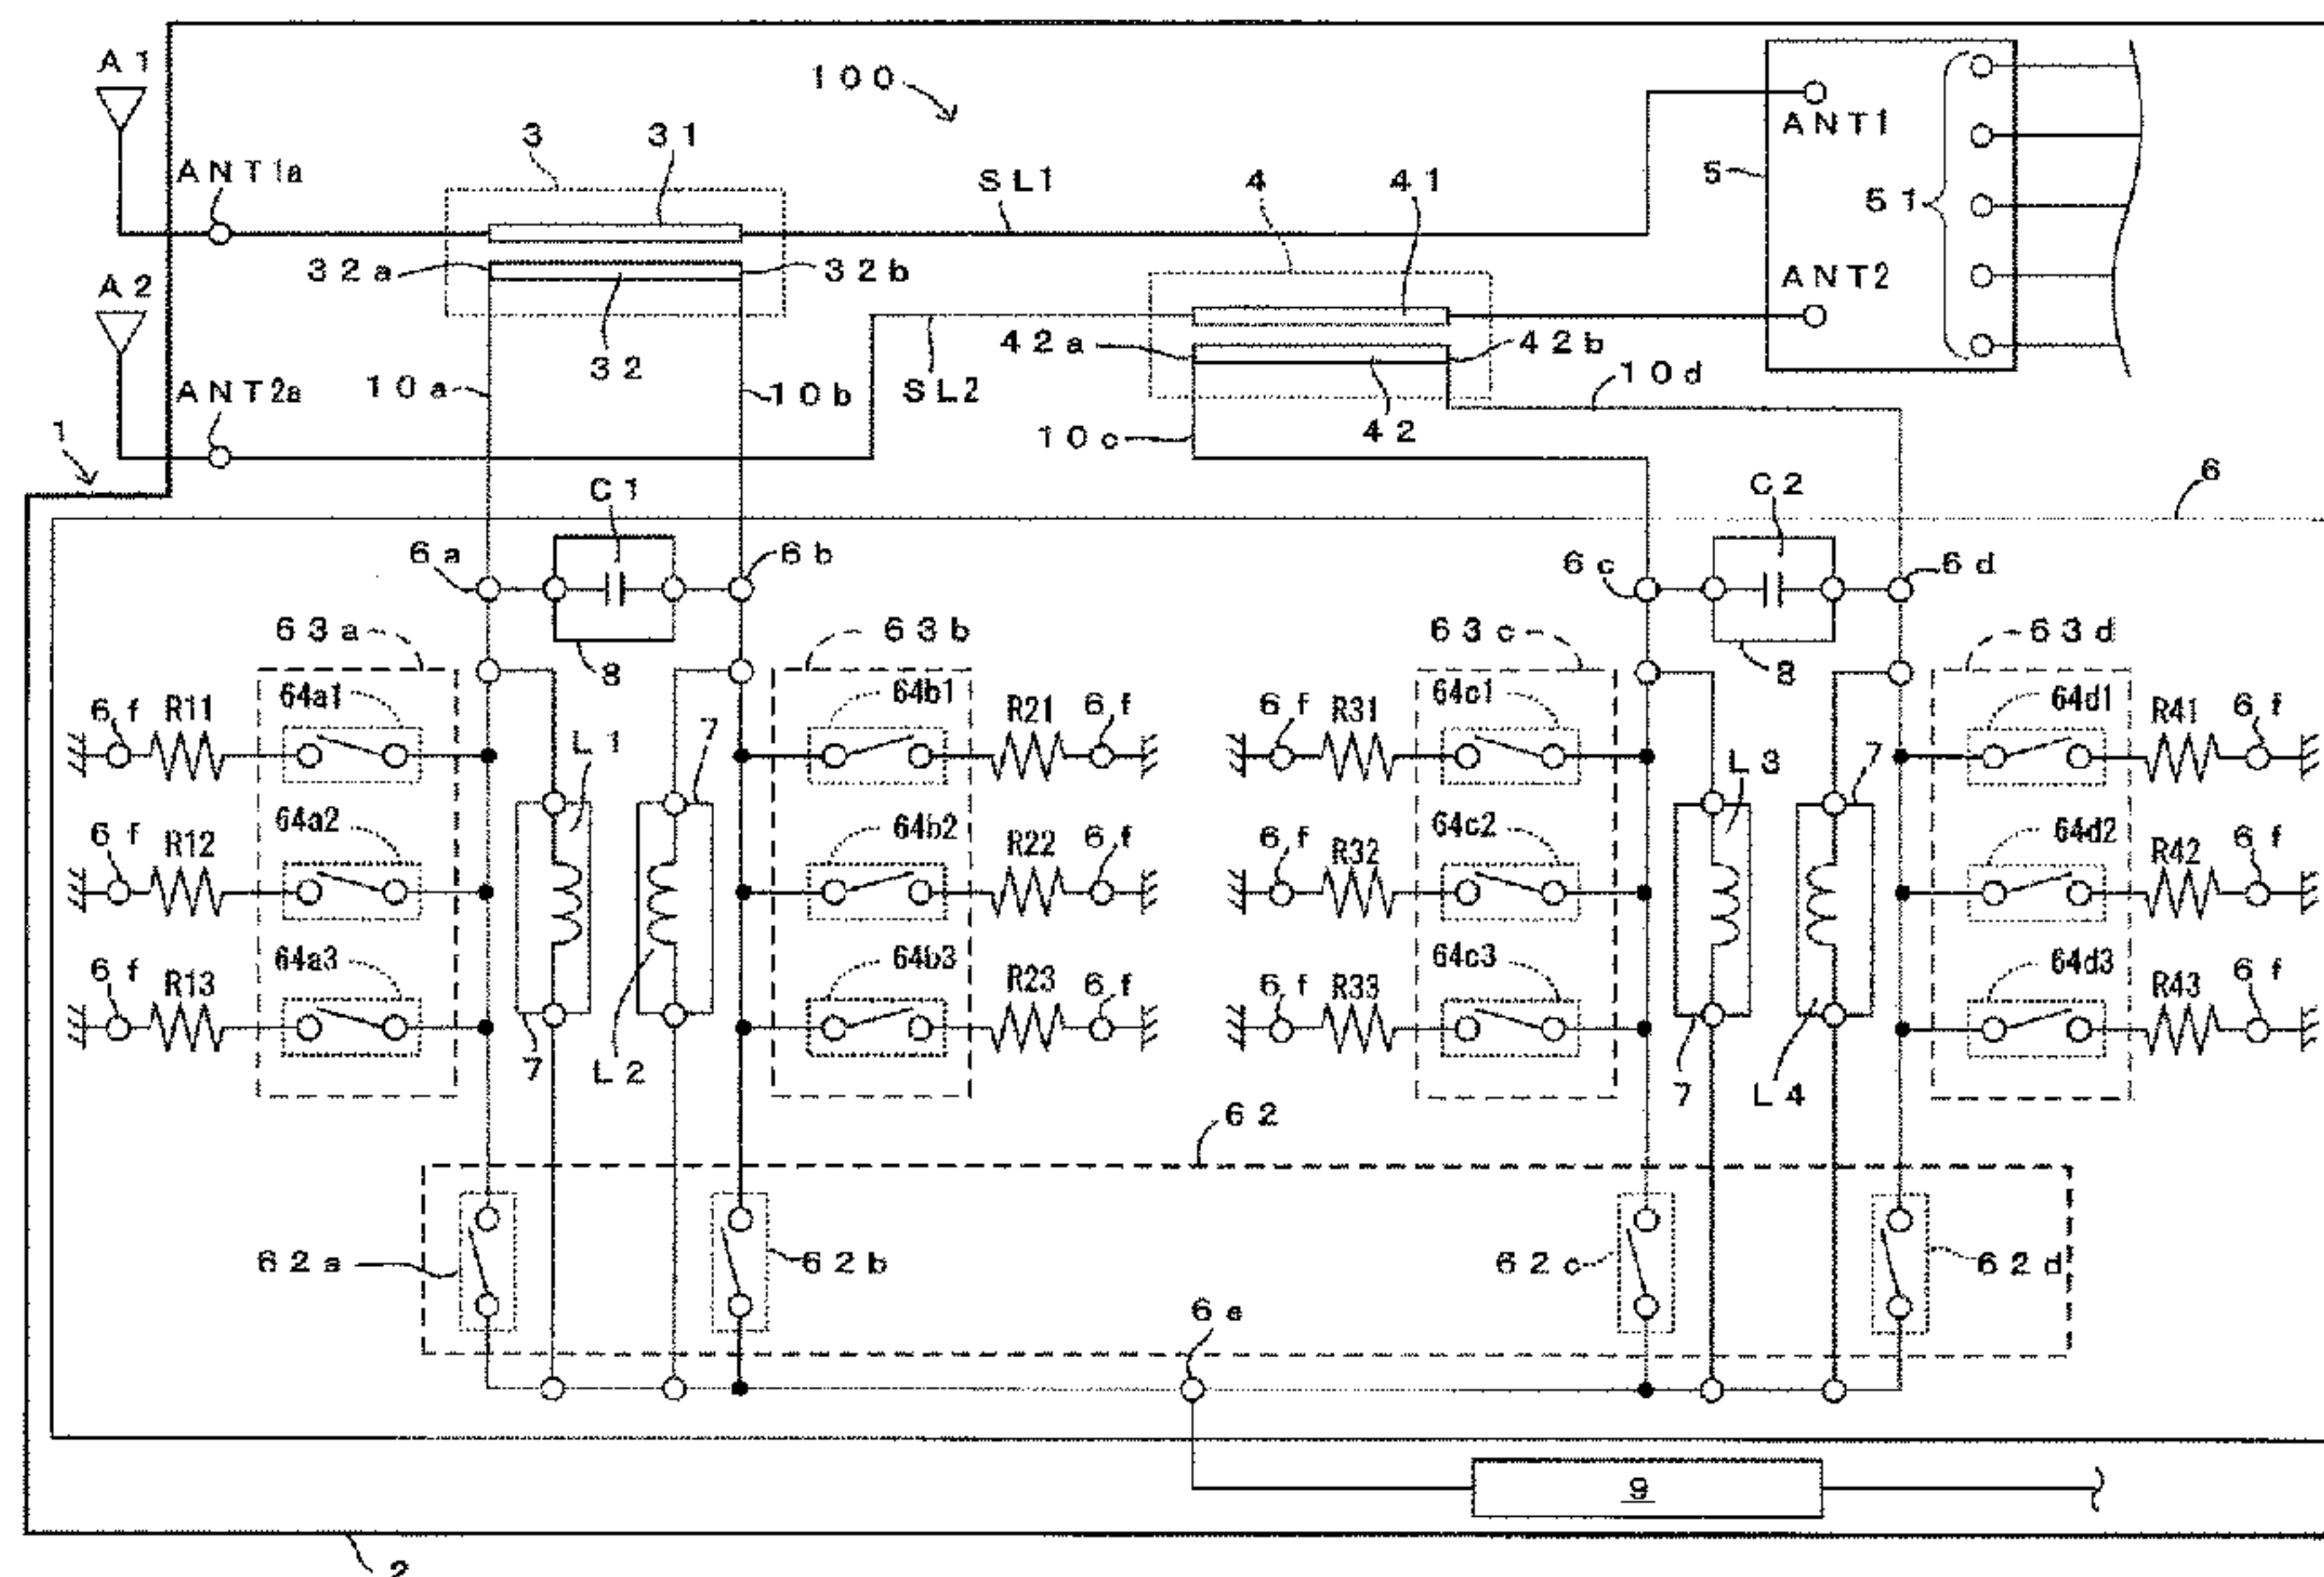 A1
100
ANT1
3
31
ANT1a
SL1
4
41
5
51
32a
32b
A2
ANT2
42a
42b
32
10a
10b
SL2
10d
ANT2a
42
10c
1
6
C1
C2
6a
6b
6c
6d
63a
63b
63c
63d
8
8
64a1
64b1
64c1
64d1
6f
R11
R21
6f
6f
R31
R41
6f
L1
7
L3
7
64a2
64b2
64c2
64d2
6f
R12
R22
6f
6f
R32
R42
6f
64a3
64b3
64c3
64d3
6f
R13
R23
6f
6f
R33
R43
6f
7
L2
7
L4
62
62a
62b
62c
62d
6e
9
2